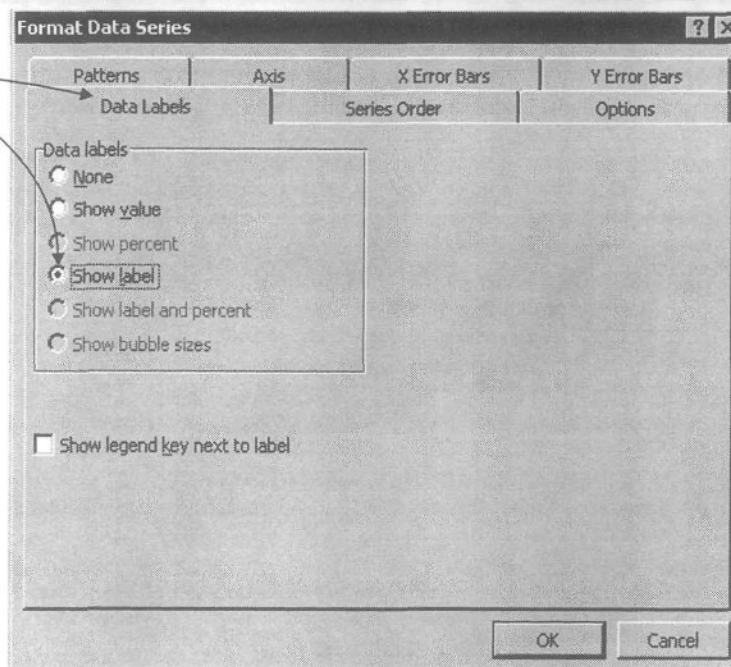 Format Data Series
Patterns Axis X Error Bars Y Error Bars
Data Labels Series Order Options
Data labels
None
Show value
Show percent
Show label
Show label and percent
Show bubble sizes
Show legend key next to label
OK Cancel